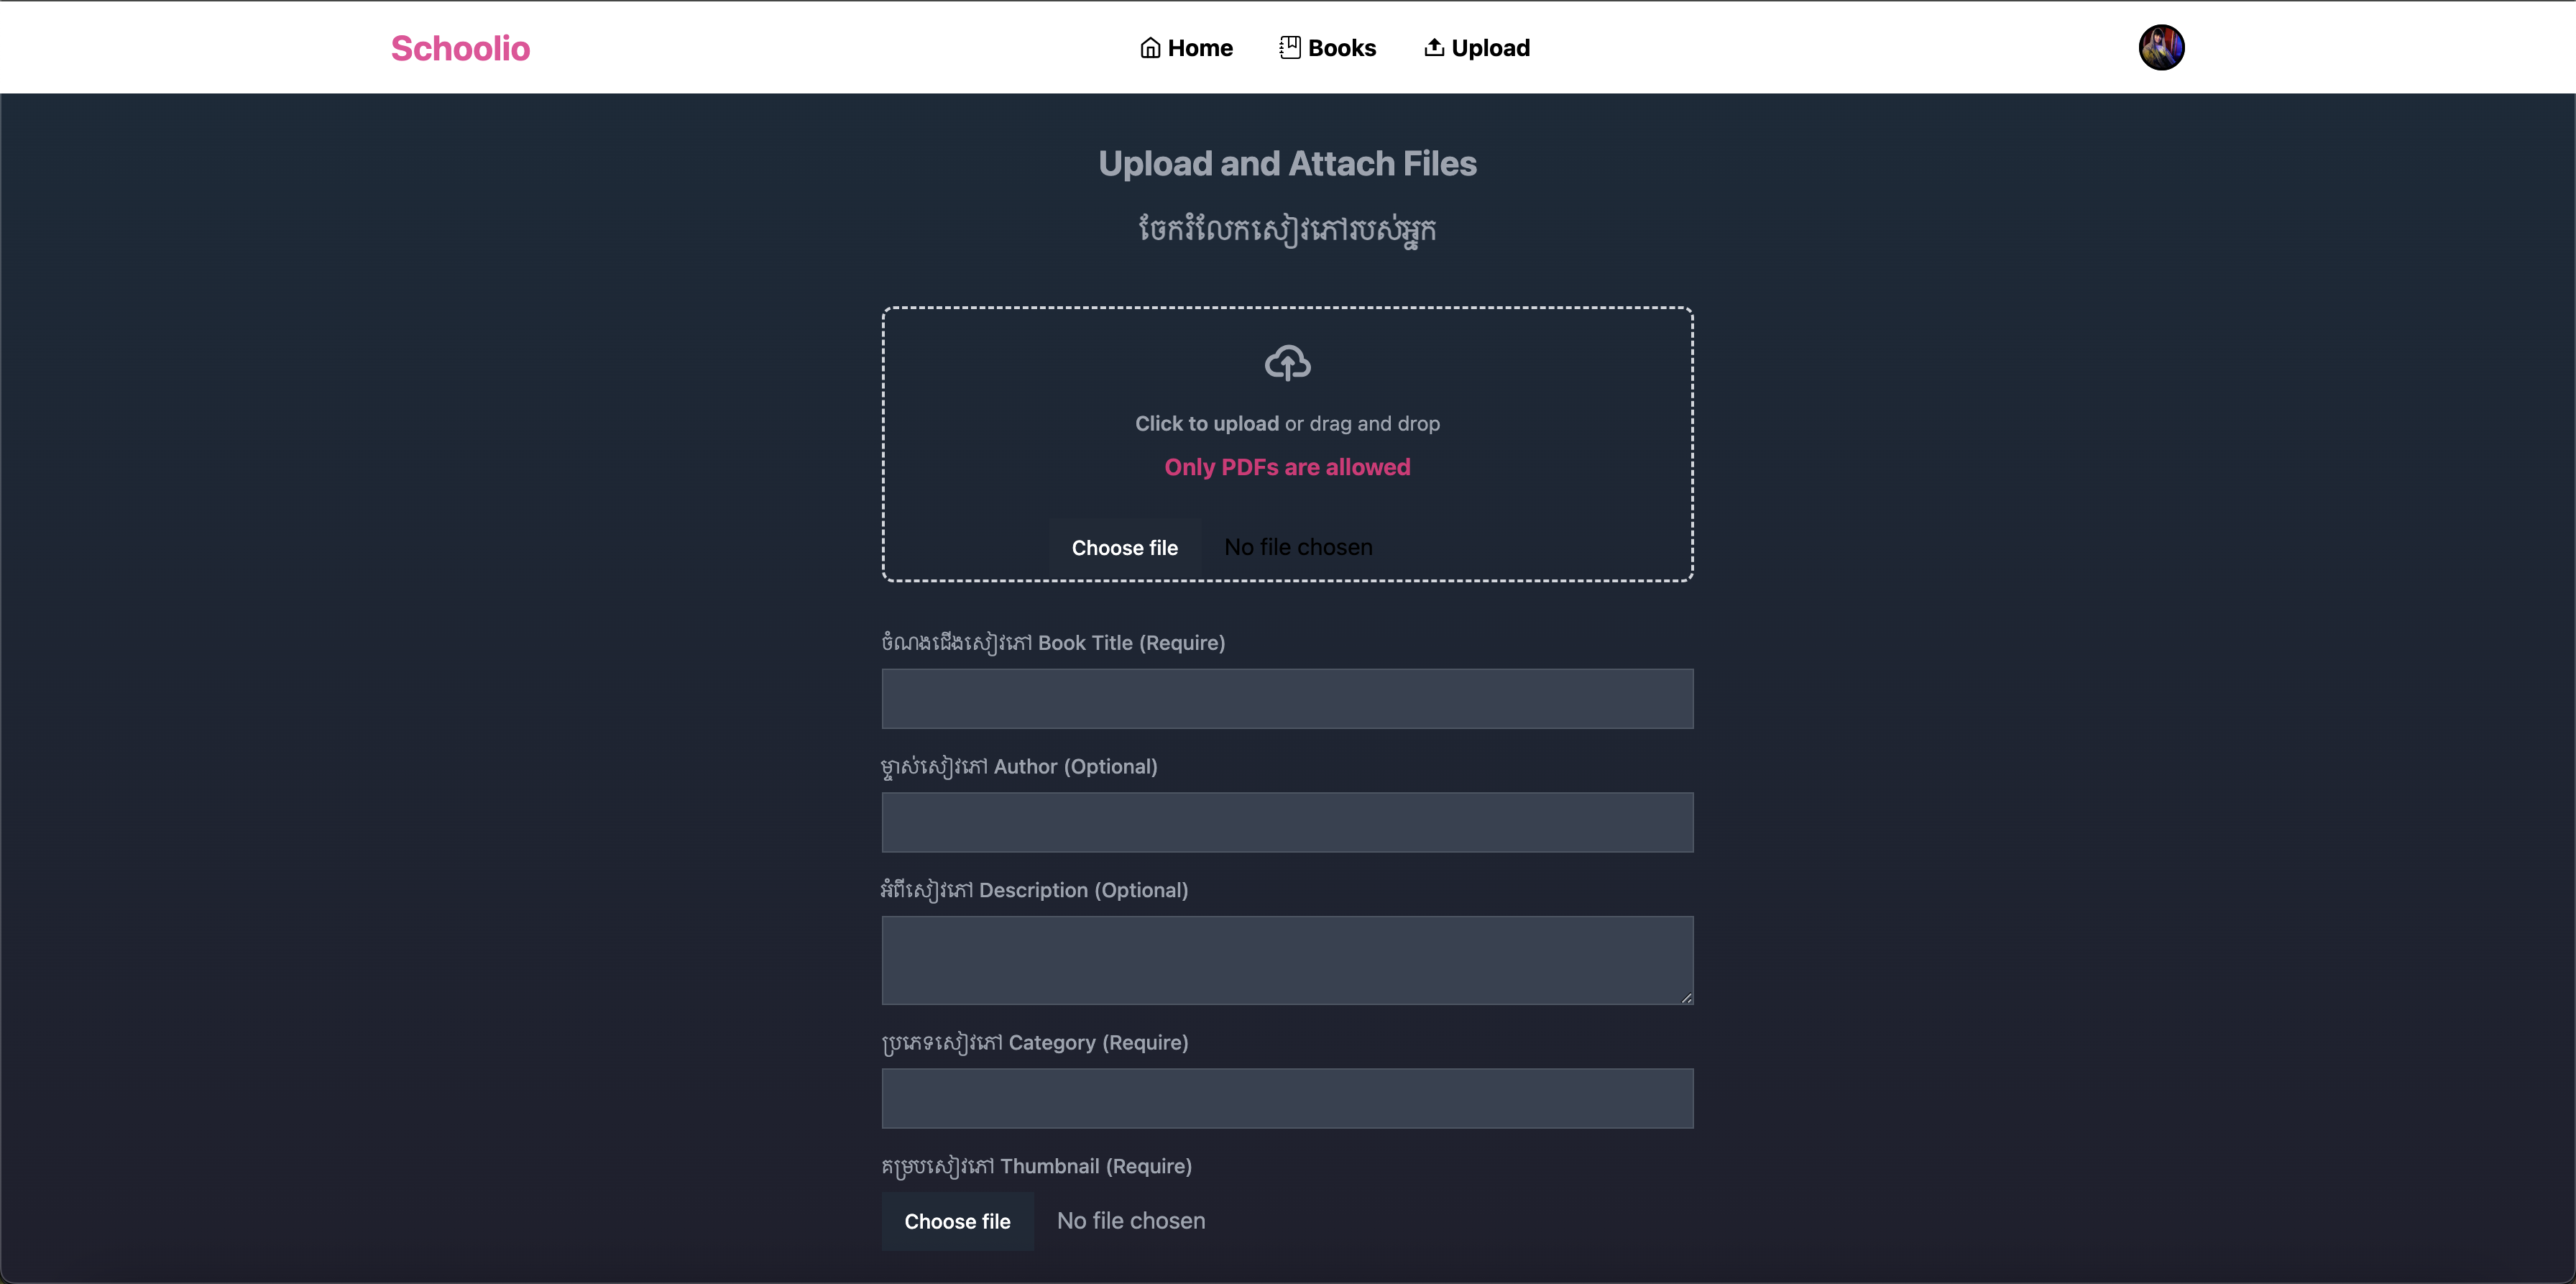 Schoolio
Home
Books
Upload
Upload and Attach Files
ចែករំលែកសៀវភៅរបស់អ្នក
Click to upload or drag and drop
Only PDFs are allowed
Choose file No file chosen
ចំណងជើងសៀវភៅ Book Title (Require)
ម្ចាស់សៀវភៅ Author (Optional)
អំពីសៀវភៅ Description (Optional)
ប្រភេទសៀវភៅ Category (Require)
គម្របសៀវភៅ Thumbnail (Require)
Choose file No file chosen